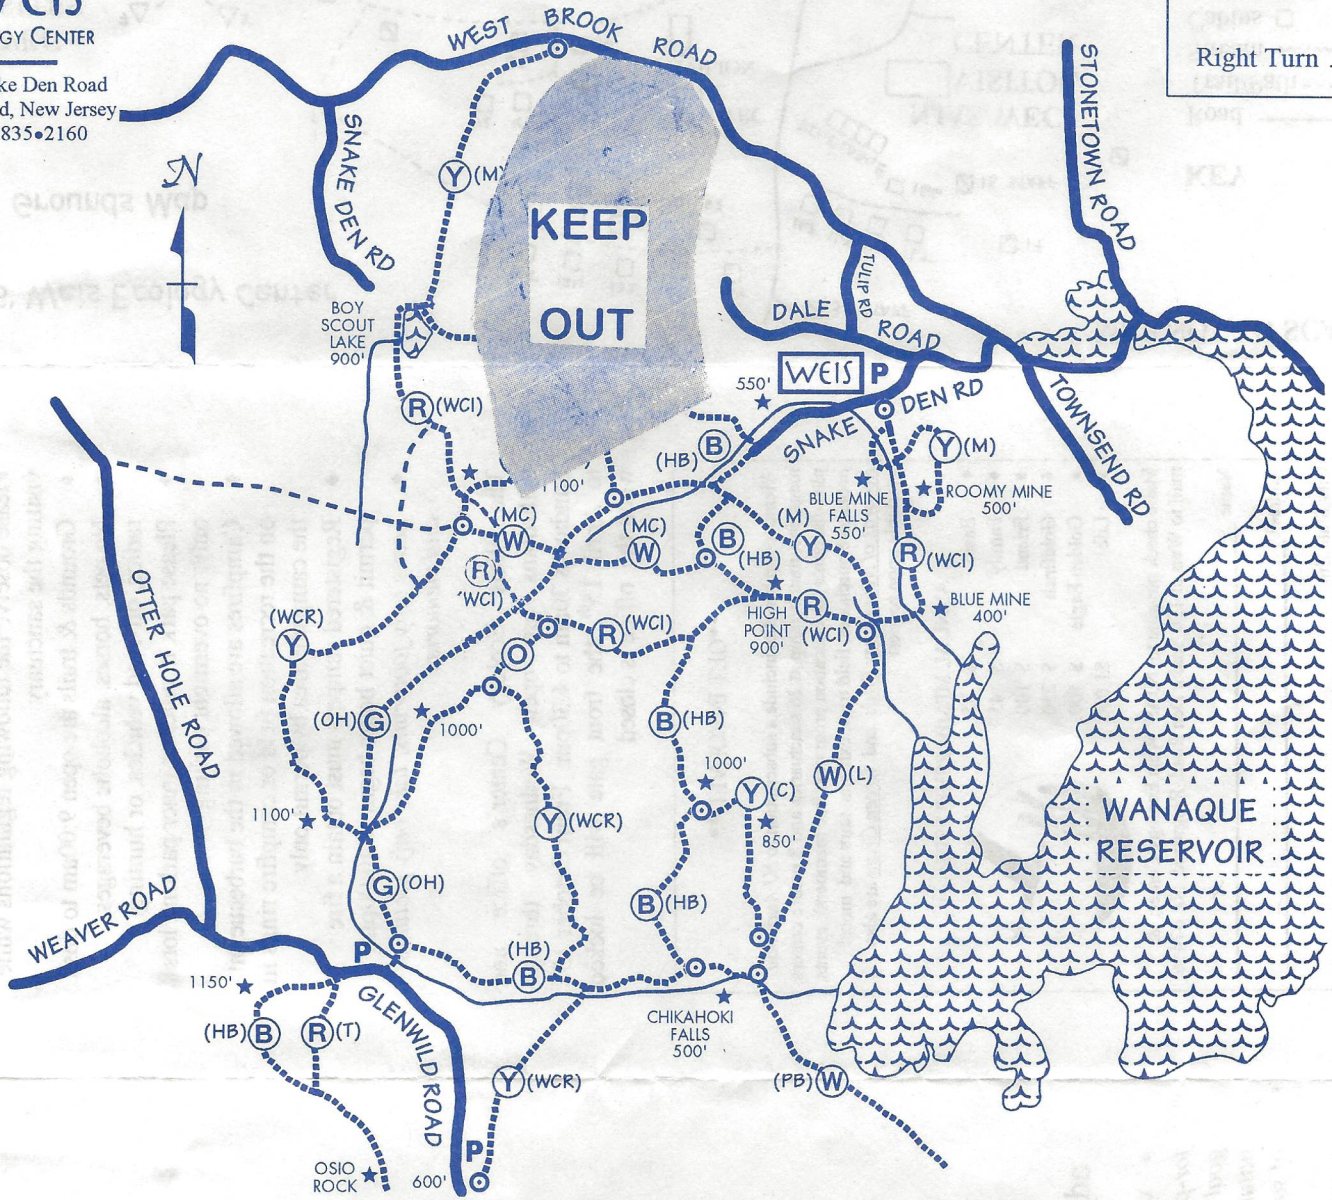 GY CENTER
ke Den Road
d, New Jersey
835•2160
WEST BROOK ROAD
Right Turn
STONETOWN ROAD
SNAKE DEN RD
N
Y (M)
KEEP
OUT
BOY
SCOUT
LAKE
900'
TULIP RD
DALE ROAD
WEIS P
550'
SNAKE DEN RD
TOWNSEND RD
R (WCI)
(HB) B
Y (M)
ROOMY MINE
500'
BLUE MINE
FALLS
550'
1100'
(MC)
W
(MC)
W
B
(HB)
(M)
Y
R (WCI)
R
(WCI)
BLUE MINE
400'
HIGH
POINT
900'
R
(WCI)
(WCR)
Y
R (WCI)
O
OTTER HOLE ROAD
(OH) G
1000'
B (HB)
1000'
Y (C)
850'
W (L)
1100'
Y (WCR)
WANAQUE
RESERVOIR
G (OH)
B (HB)
WEAVER ROAD
P
(HB)
B
1150'
(HB) B
R (T)
GLENWILD ROAD
CHIKAHOKI
FALLS
500'
Y (WCR)
(PB) W
OSIO
ROCK
600'
P